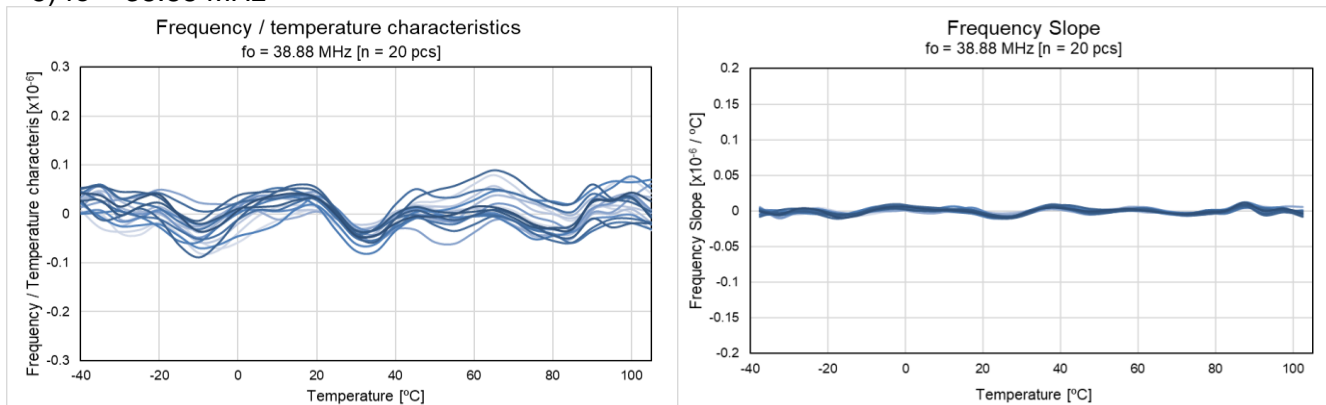 Frequency / temperature characteristics
fo = 38.88 MHz [n = 20 pcs]
Frequency / Temperature characteris [x10⁻⁶]
0.3
0.2
0.1
0
-0.1
-0.2
-0.3
-40 -20 0 20 40 60 80 100
Temperature [ºC]
Frequency Slope
fo = 38.88 MHz [n = 20 pcs]
Frequency Slope [x10⁻⁶ / ºC]
0.2
0.15
0.1
0.05
0
-0.05
-0.1
-0.15
-0.2
-40 -20 0 20 40 60 80 100
Temperature [ºC]